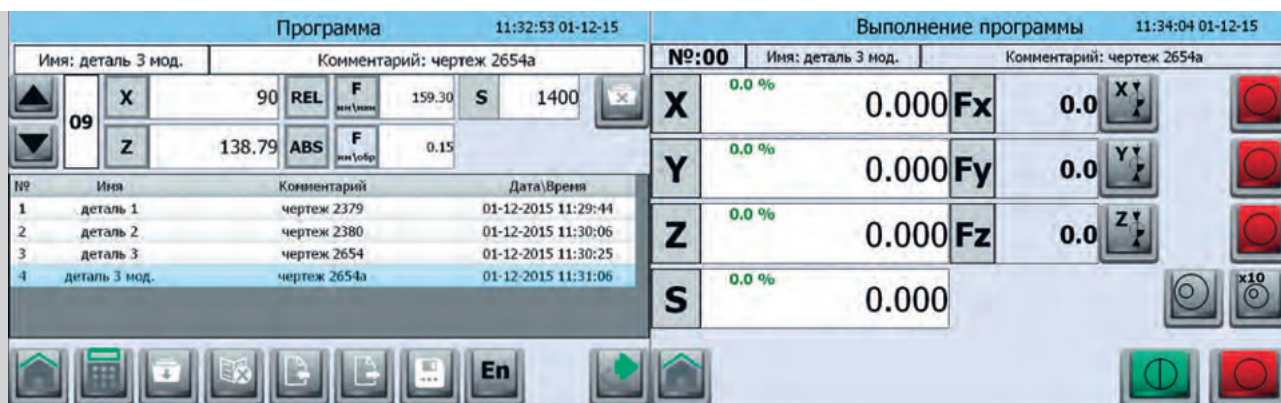 Программа 11:32:53 01-12-15
Имя: деталь 3 мод. Комментарий: чертеж 2654а
09
X 90 REL F мм\мин 159.30 S 1400
Z 138.79 ABS F мм\обр 0.15
№ Имя Комментарий Дата\Время
1 деталь 1 чертеж 2379 01-12-2015 11:29:44
2 деталь 2 чертеж 2380 01-12-2015 11:30:06
3 деталь 3 чертеж 2654 01-12-2015 11:30:25
4 деталь 3 мод. чертеж 2654а 01-12-2015 11:31:06
En
Выполнение программы 11:34:04 01-12-15
№:00 Имя: деталь 3 мод. Комментарий: чертеж 2654а
X 0.0 % 0.000 Fx 0.0 X
Y 0.0 % 0.000 Fy 0.0 Y
Z 0.0 % 0.000 Fz 0.0 Z
S 0.0 % 0.000 x10